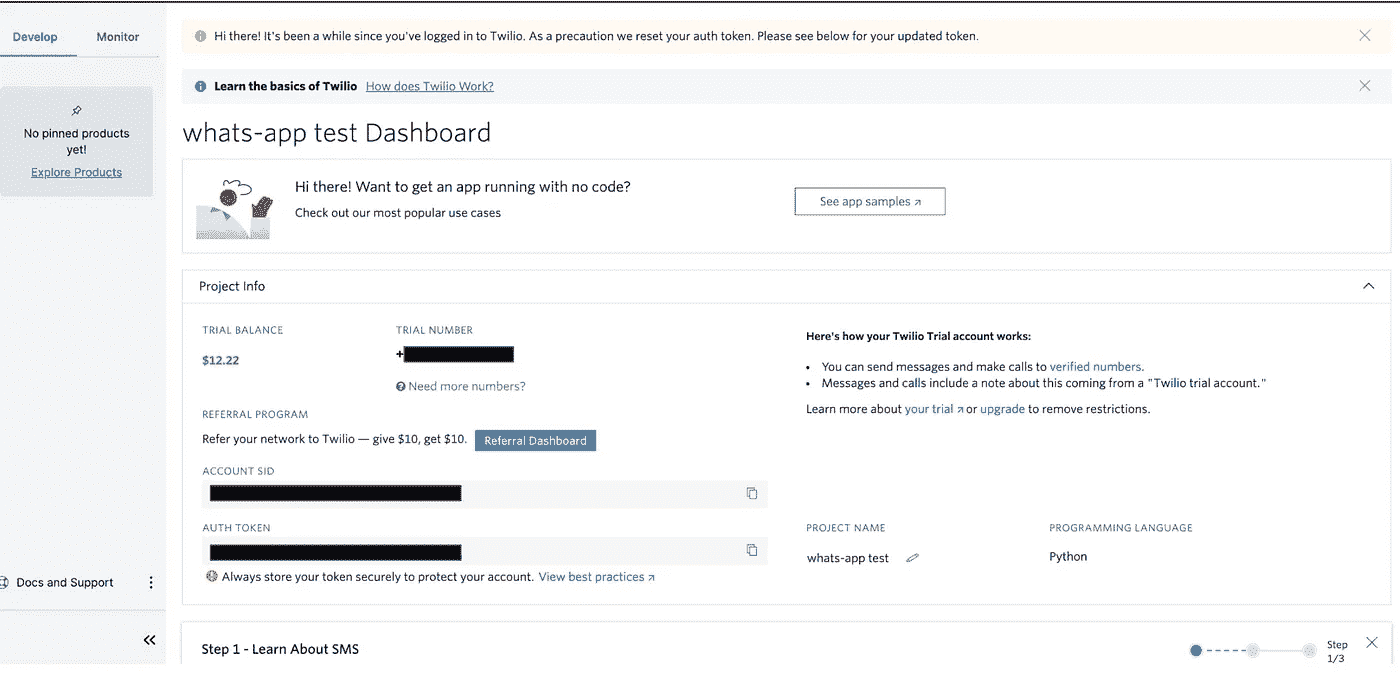 Develop
Monitor
Hi there! It's been a while since you've logged in to Twilio. As a precaution we reset your auth token. Please see below for your updated token.
Learn the basics of Twilio How does Twilio Work?
No pinned products
yet!
Explore Products
whats-app test Dashboard
Hi there! Want to get an app running with no code?
Check out our most popular use cases
See app samples
Project Info
TRIAL BALANCE
$12.22
TRIAL NUMBER
+
Need more numbers?
REFERRAL PROGRAM
Refer your network to Twilio — give $10, get $10. Referral Dashboard
ACCOUNT SID
AUTH TOKEN
Always store your token securely to protect your account. View best practices
Here's how your Twilio Trial account works:
• You can send messages and make calls to verified numbers.
• Messages and calls include a note about this coming from a "Twilio trial account."
Learn more about your trial or upgrade to remove restrictions.
PROJECT NAME
whats-app test
PROGRAMMING LANGUAGE
Python
Docs and Support
Step 1 - Learn About SMS
Step
1/3